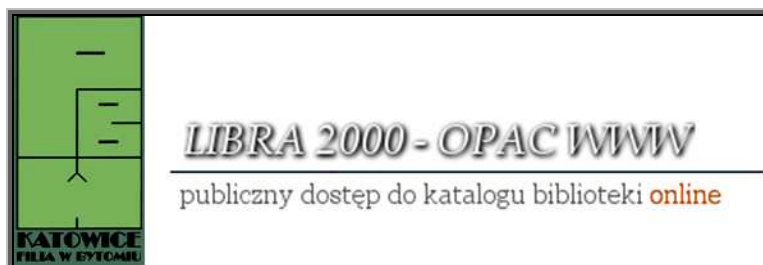 LIBRA 2000 - OPAC WWW
publiczny dostęp do katalogu biblioteki online
KATOWICE
FILIA W BYTOMIU